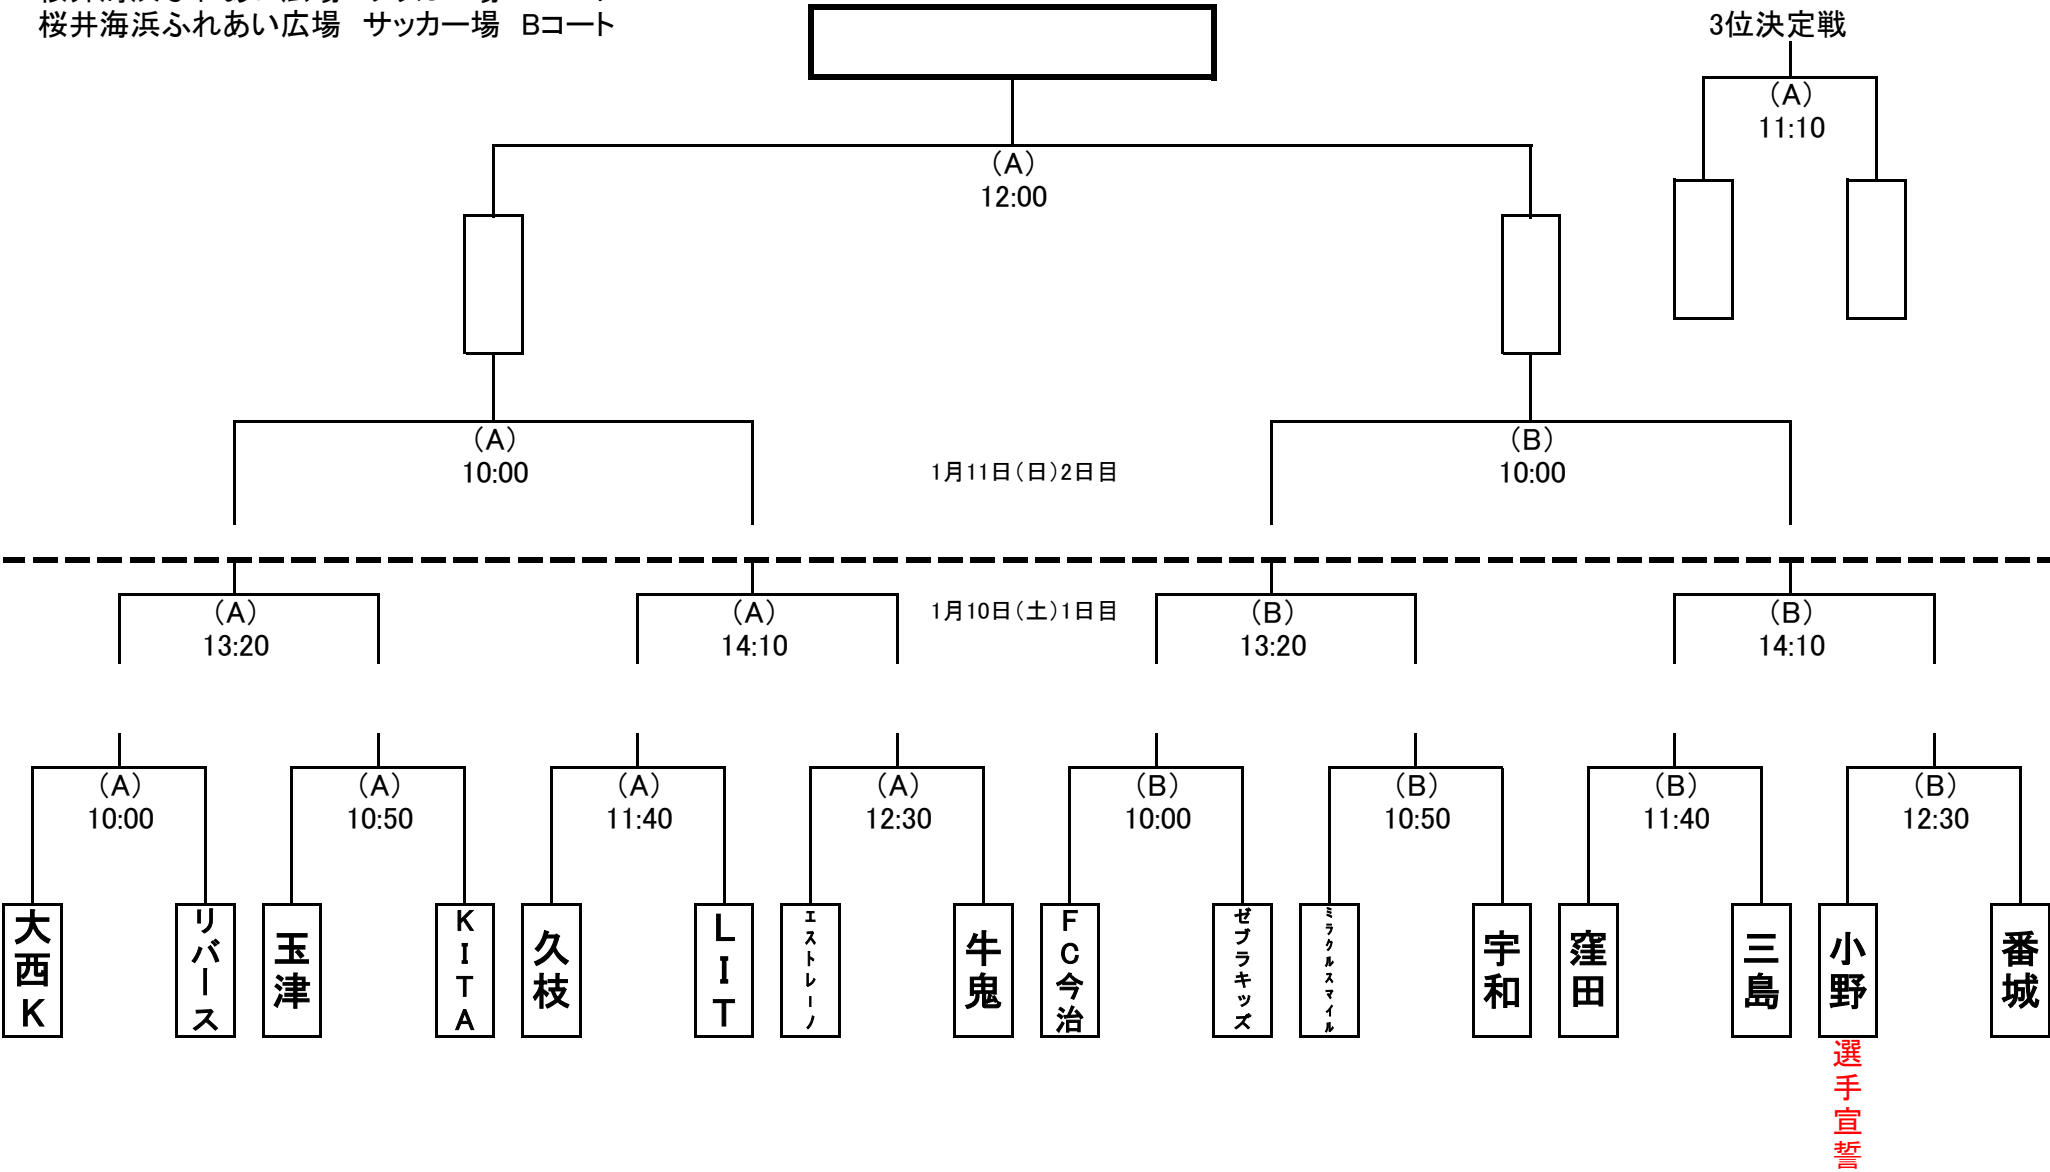 桜井海浜ふれあい広場　サッカー場　Bコート
3位決定戦
（A）
11:10
（A）
12:00
（A）
10:00
1月11日（日）2日目
（B）
10:00
（A）
13:20
（A）
14:10
1月10日（土）1日目
（B）
13:20
（B）
14:10
（A）
10:00
（A）
10:50
（A）
11:40
（A）
12:30
（B）
10:00
（B）
10:50
（B）
11:40
（B）
12:30
大西K
リバース
玉津
KITA
久枝
LIT
エストレーノ
牛鬼
FC今治
ゼブラキッズ
ミラクルスマイル
宇和
窪田
三島
小野
番城
選手宣誓